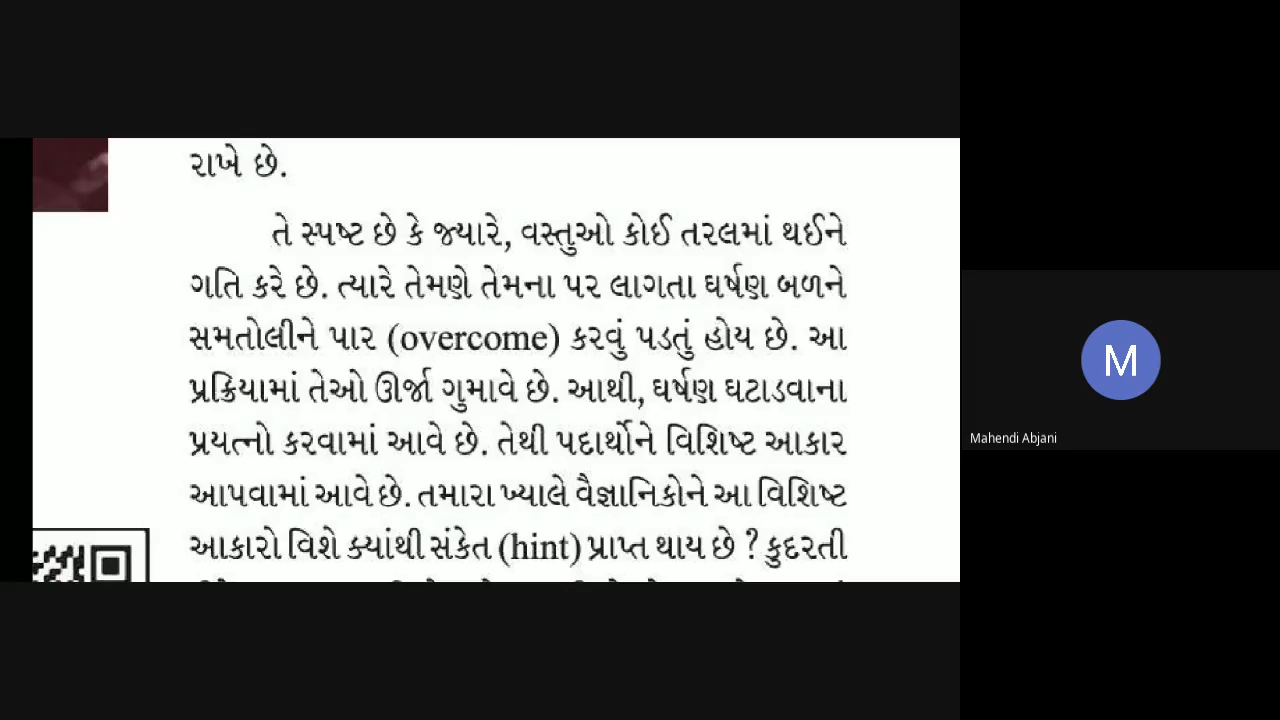 રાખે છે.
તે સ્પષ્ટ છે કે જ્યારે, વસ્તુઓ કોઈ તરલમાં થઈને
ગતિ કરે છે. ત્યારે તેમણે તેમના પર લાગતા ઘર્ષણ બળને
સમતોલીને પાર (overcome) કરવું પડતું હોય છે. આ
પ્રક્રિયામાં તેઓ ઊર્જા ગુમાવે છે. આથી, ઘર્ષણ ઘટાડવાના
પ્રયત્નો કરવામાં આવે છે. તેથી પદાર્થોને વિશિષ્ટ આકાર
આપવામાં આવે છે. તમારા ખ્યાલે વૈજ્ઞાનિકોને આ વિશિષ્ટ
આકારો વિશે ક્યાંથી સંકેત (hint) પ્રાપ્ત થાય છે ? કુદરતી
M
Mahendi Abjani